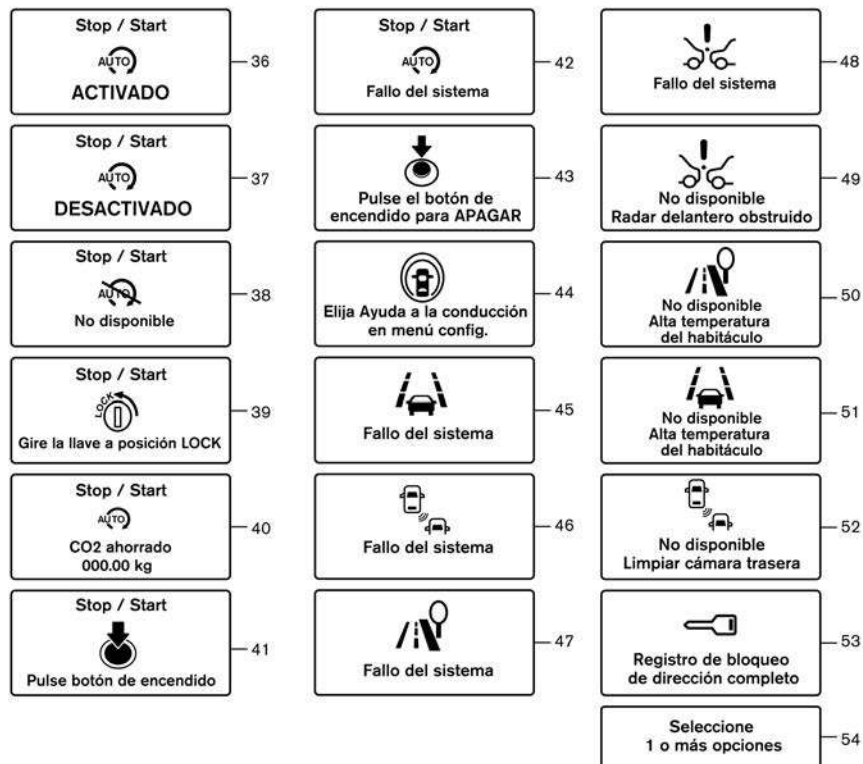 Stop / Start
AUTO
ACTIVADO
36
Stop / Start
AUTO
DESACTIVADO
37
Stop / Start
AUTO
No disponible
38
Stop / Start
LOCK
Gire la llave a posición LOCK
39
Stop / Start
AUTO
CO2 ahorrado
000.00 kg
40
Stop / Start
Pulse botón de encendido
41
Stop / Start
AUTO
Fallo del sistema
42
Pulse el botón de
encendido para APAGAR
43
Elija Ayuda a la conducción
en menú config.
44
Fallo del sistema
45
Fallo del sistema
46
Fallo del sistema
47
Fallo del sistema
48
No disponible
Radar delantero obstruido
49
No disponible
Alta temperatura
del habitáculo
50
No disponible
Alta temperatura
del habitáculo
51
No disponible
Limpiar cámara trasera
52
Registro de bloqueo
de dirección completo
53
Seleccione
1 o más opciones
54